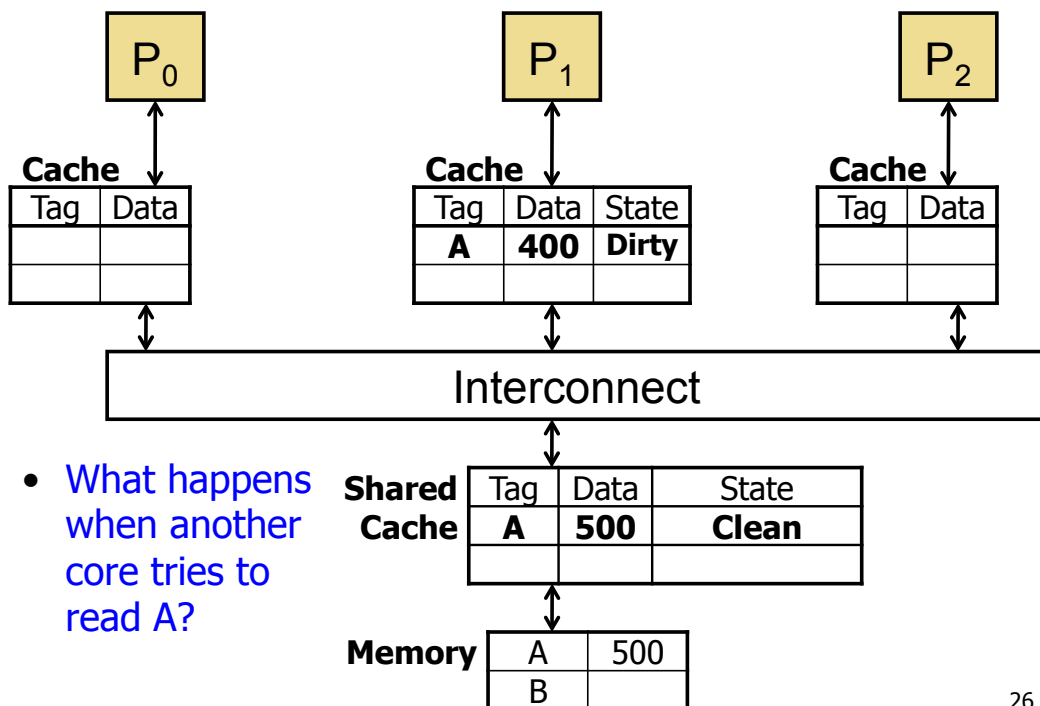 P0 P1 P2
Cache Cache Cache
Tag Data Tag Data State Tag Data
A 400 Dirty
Interconnect
• What happens
when another
core tries to
read A?
Shared Tag Data State
Cache A 500 Clean
Memory A 500
B
26